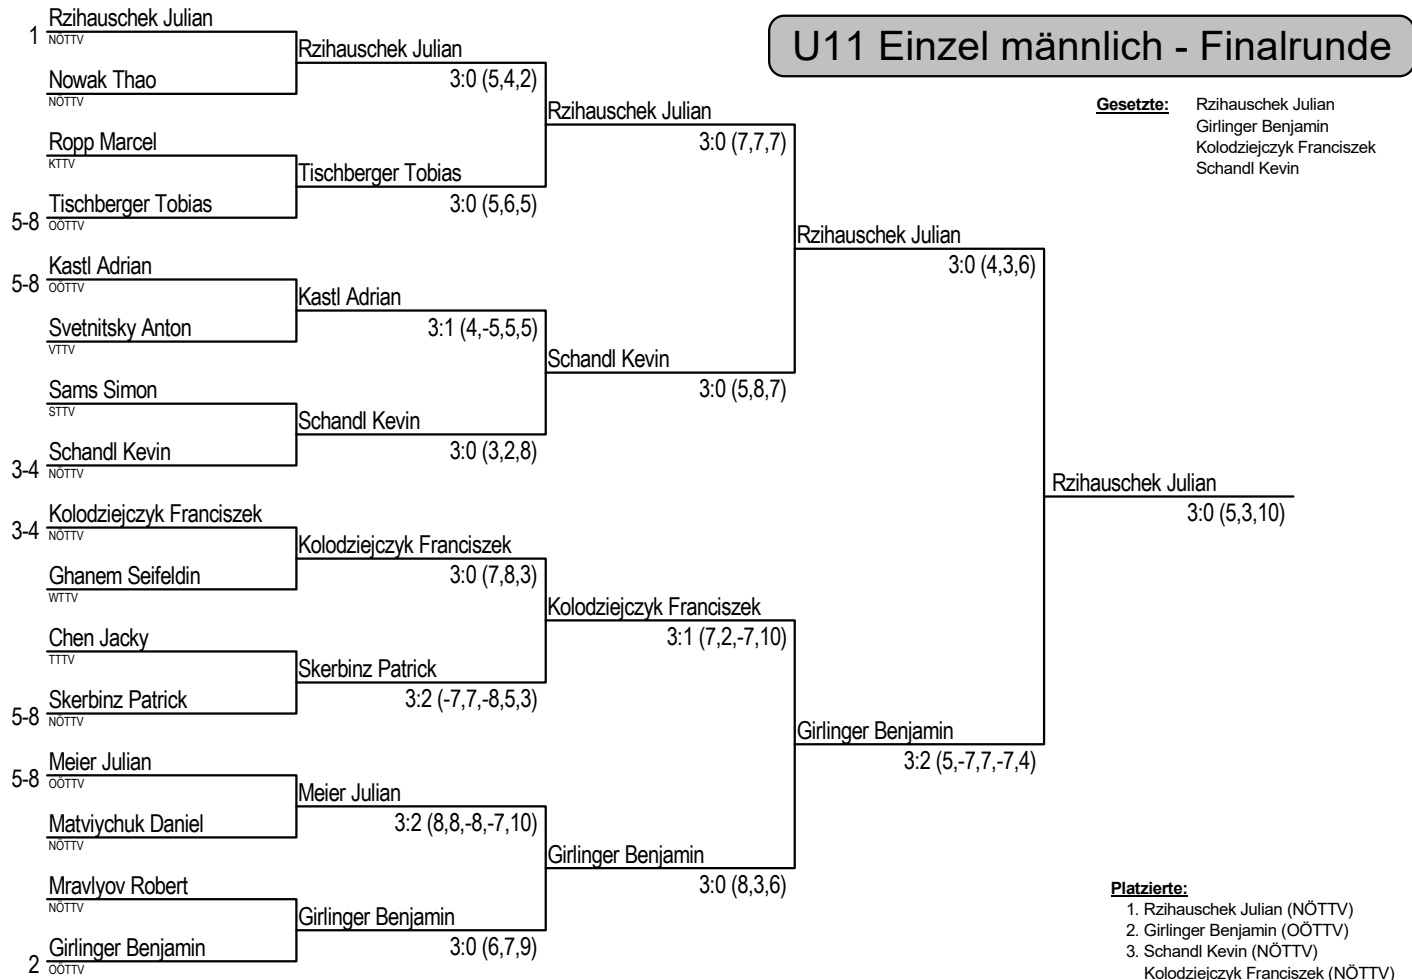 U11 Einzel männlich - Finalrunde
Gesetzte: Rzihauschek Julian
Girlinger Benjamin
Kolodziejczyk Franciszek
Schandl Kevin
1 Rzihauschek Julian
NÖTTV
Nowak Thao
NÖTTV
Ropp Marcel
KTTV
5-8 Tischberger Tobias
OÖTTV
5-8 Kastl Adrian
OÖTTV
Svetnitsky Anton
VTTV
Sams Simon
STTV
3-4 Schandl Kevin
NÖTTV
3-4 Kolodziejczyk Franciszek
NÖTTV
Ghanem Seifeldin
WTTV
Chen Jacky
TTTV
5-8 Skerbinz Patrick
NÖTTV
5-8 Meier Julian
OÖTTV
Matviychuk Daniel
NÖTTV
Mravlyov Robert
NÖTTV
2 Girlinger Benjamin
OÖTTV
Rzihauschek Julian
3:0 (5,4,2)
Tischberger Tobias
3:0 (5,6,5)
Kastl Adrian
3:1 (4,-5,5,5)
Schandl Kevin
3:0 (3,2,8)
Kolodziejczyk Franciszek
3:0 (7,8,3)
Skerbinz Patrick
3:2 (-7,7,-8,5,3)
Meier Julian
3:2 (8,8,-8,-7,10)
Girlinger Benjamin
3:0 (6,7,9)
Rzihauschek Julian
3:0 (7,7,7)
Schandl Kevin
3:0 (5,8,7)
Kolodziejczyk Franciszek
3:1 (7,2,-7,10)
Girlinger Benjamin
3:0 (8,3,6)
Rzihauschek Julian
3:0 (4,3,6)
Girlinger Benjamin
3:2 (5,-7,7,-7,4)
Rzihauschek Julian
3:0 (5,3,10)
Platzierte:
1. Rzihauschek Julian (NÖTTV)
2. Girlinger Benjamin (OÖTTV)
3. Schandl Kevin (NÖTTV)
Kolodziejczyk Franciszek (NÖTTV)